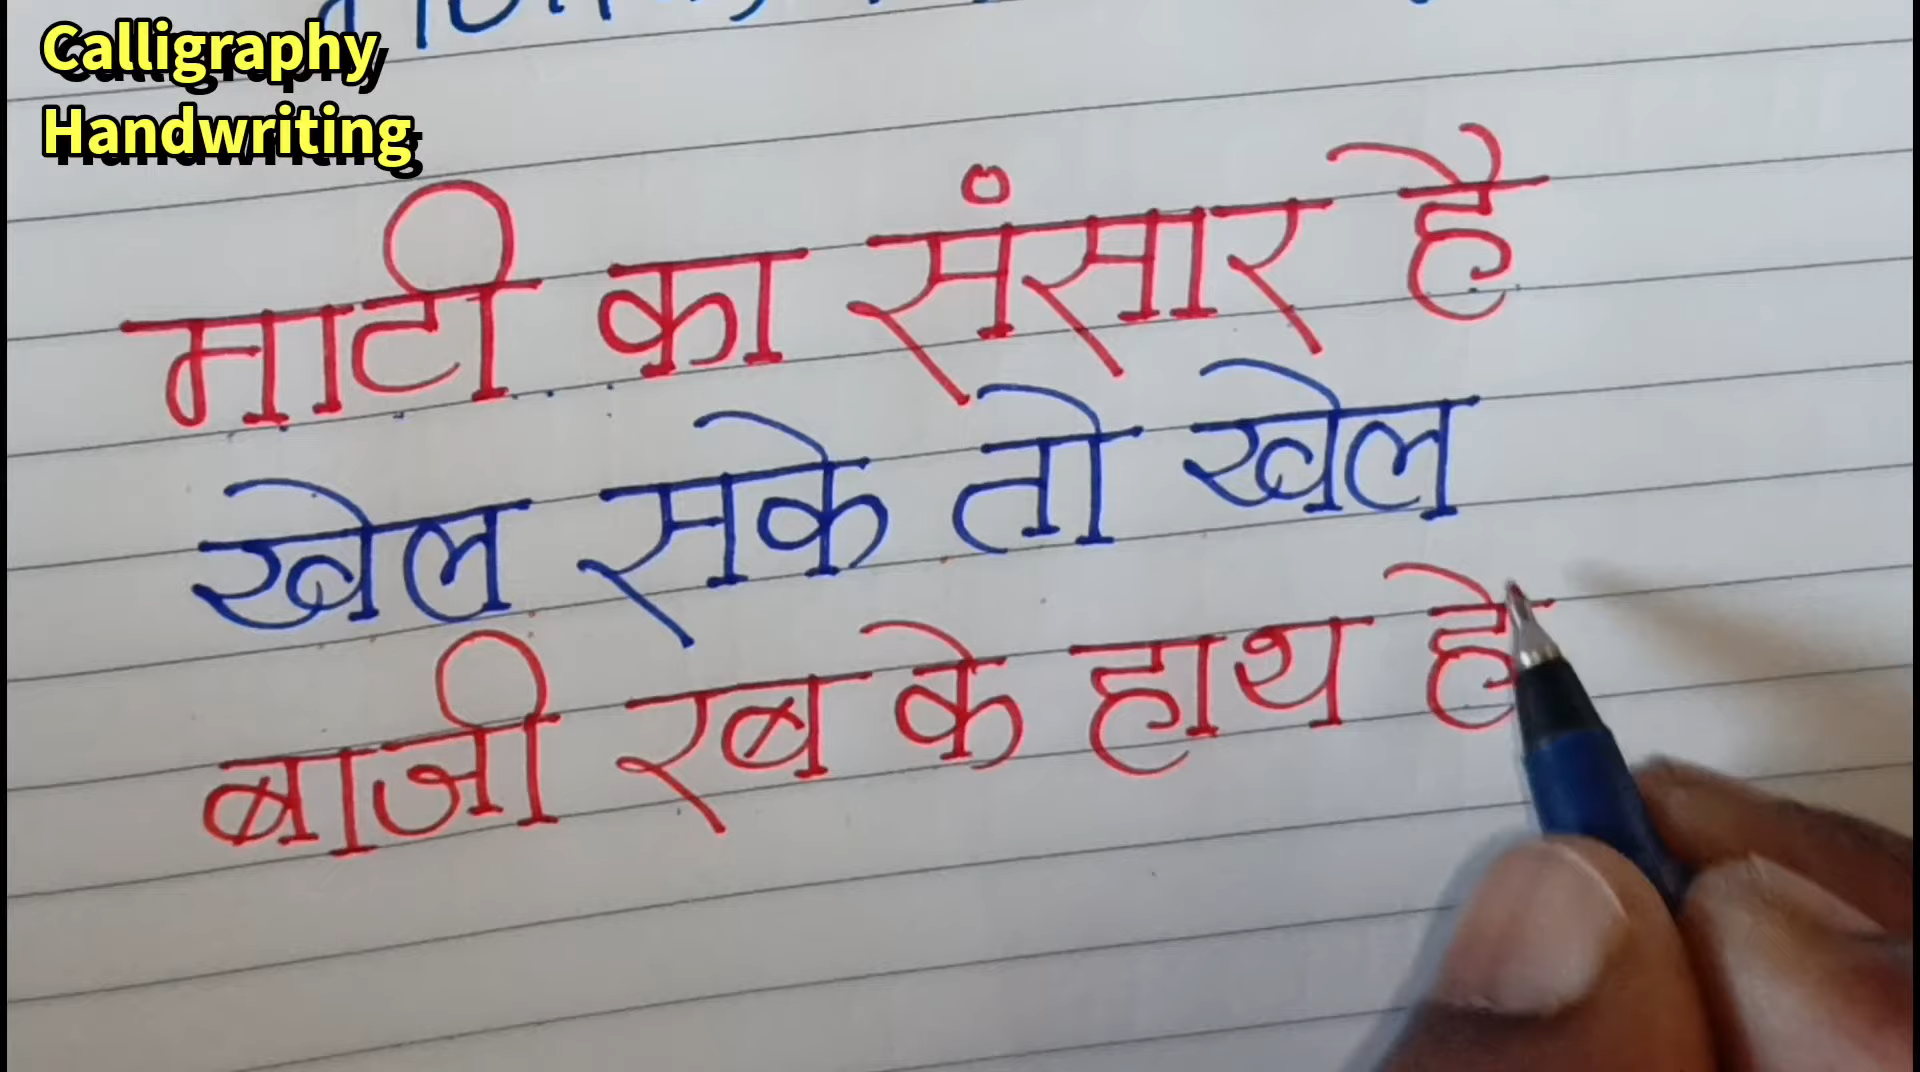 Calligraphy
Handwriting
माटी का संसार है
खेल सके तो खेल
बाजी रब के हाथ हे